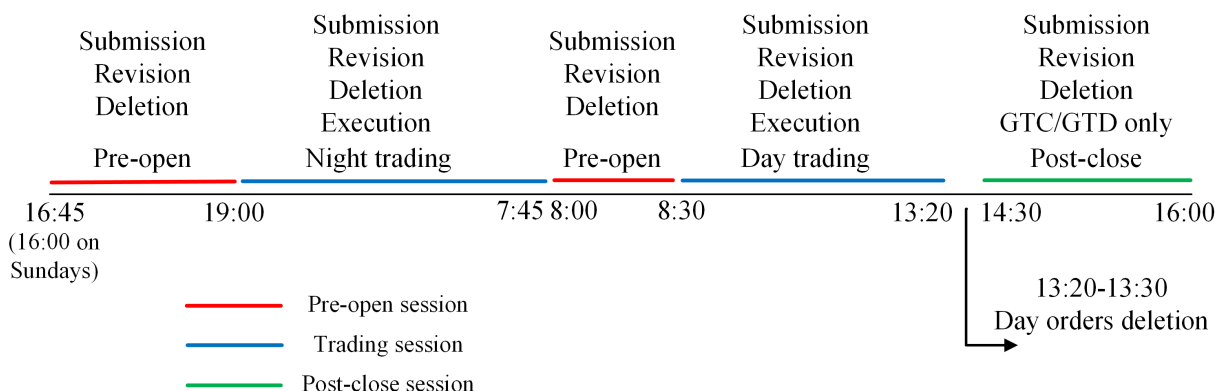 Submission
Revision
Deletion
Pre-open
Submission
Revision
Deletion
Execution
Night trading
Submission
Revision
Deletion
Pre-open
Submission
Revision
Deletion
Execution
Day trading
Submission
Revision
Deletion
GTC/GTD only
Post-close
16:45
(16:00 on
Sundays)
19:00
7:45
8:00
8:30
13:20
14:30
16:00
13:20-13:30
Day orders deletion
Pre-open session
Trading session
Post-close session